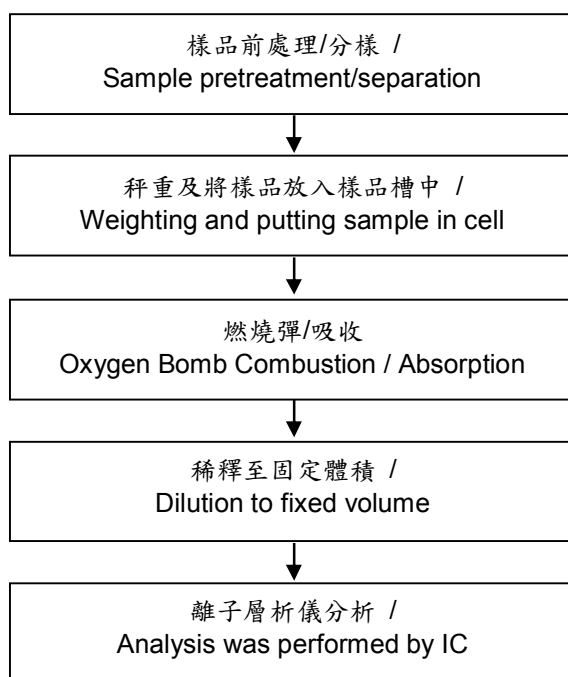 樣品前處理/分樣 /
Sample pretreatment/separation
秤重及將樣品放入樣品槽中 /
Weighting and putting sample in cell
燃燒彈/吸收
Oxygen Bomb Combustion / Absorption
稀釋至固定體積 /
Dilution to fixed volume
離子層析儀分析 /
Analysis was performed by IC